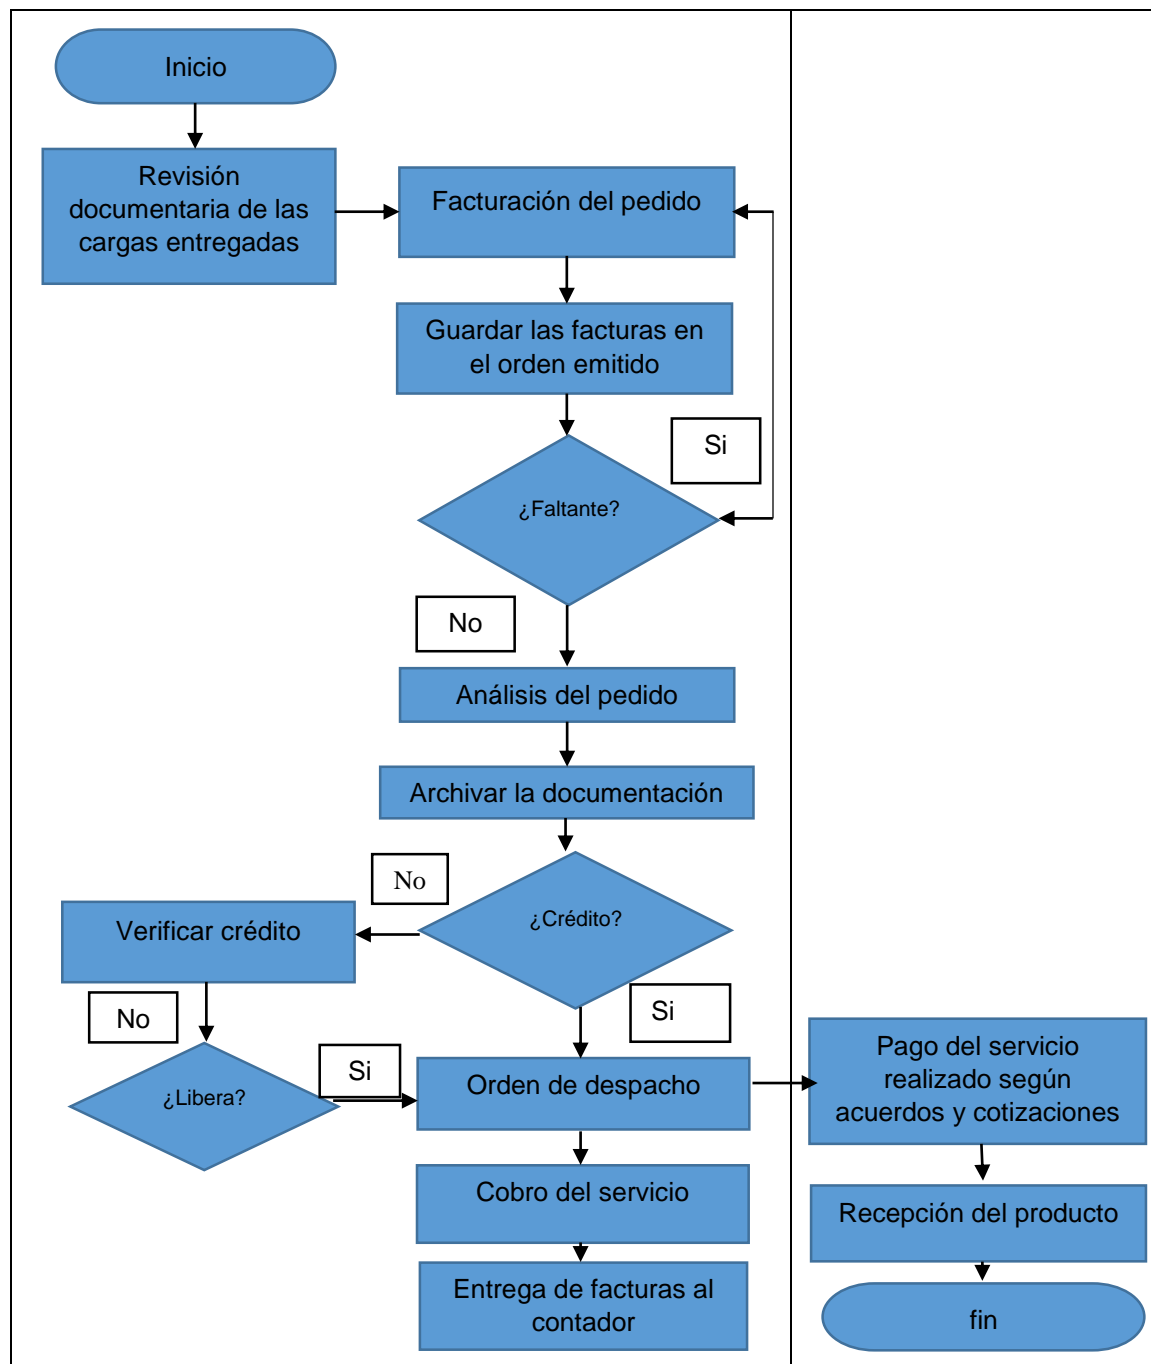 Inicio
Revisión
documentaria de las
cargas entregadas
Facturación del pedido
Guardar las facturas en
el orden emitido
Si
¿Faltante?
No
Análisis del pedido
Archivar la documentación
No
¿Crédito?
Verificar crédito
No
Si
¿Libera?
Si
Orden de despacho
Cobro del servicio
Entrega de facturas al
contador
Pago del servicio
realizado según
acuerdos y cotizaciones
Recepción del producto
fin